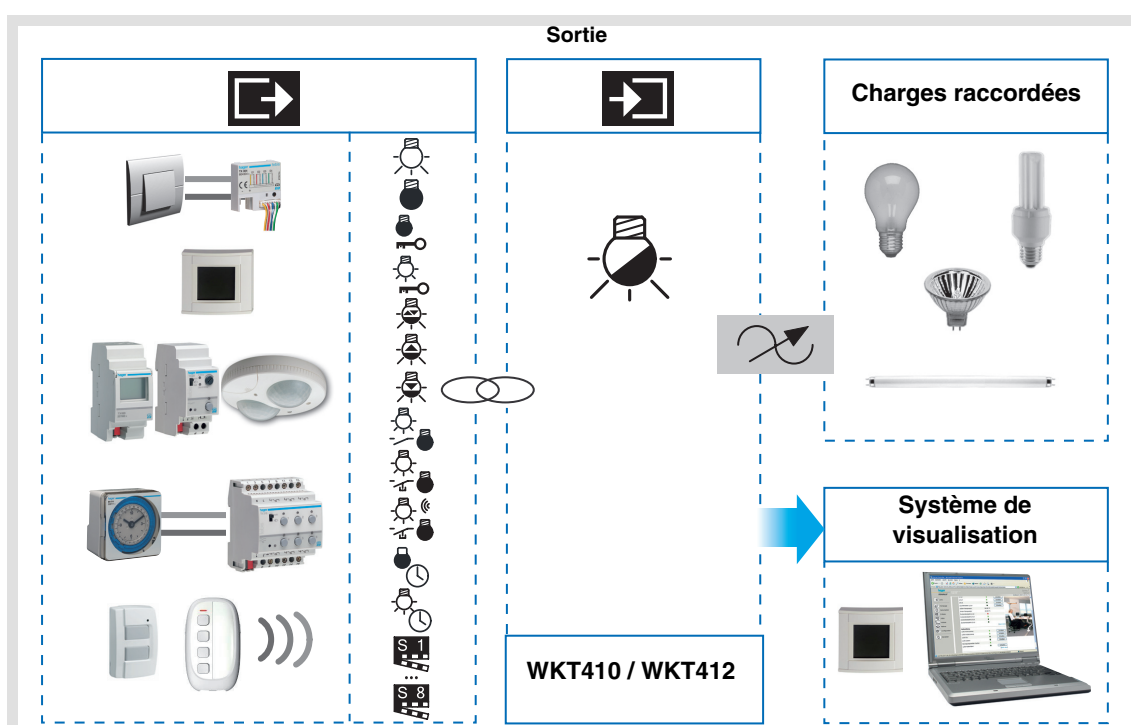 Sortie
Charges raccordées
S 1
...
S 8
WKT410 / WKT412
Système de
visualisation